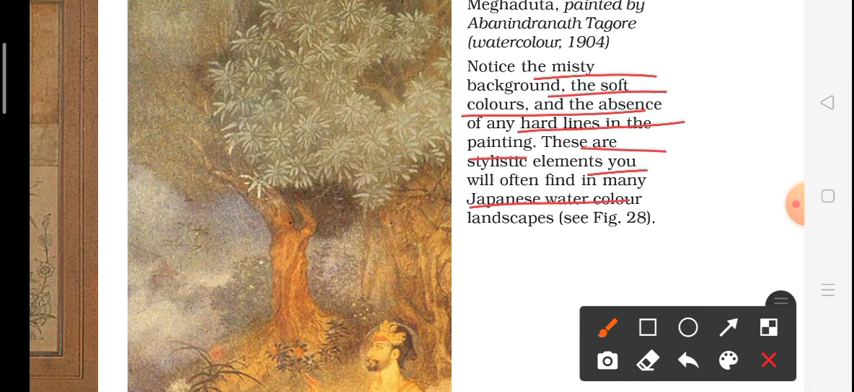 Meghaduta, painted by
Abanindranath Tagore
(watercolour, 1904)
Notice the misty
background, the soft
colours, and the absence
of any hard lines in the
painting. These are
stylistic elements you
will often find in many
Japanese water colour
landscapes (see Fig. 28).